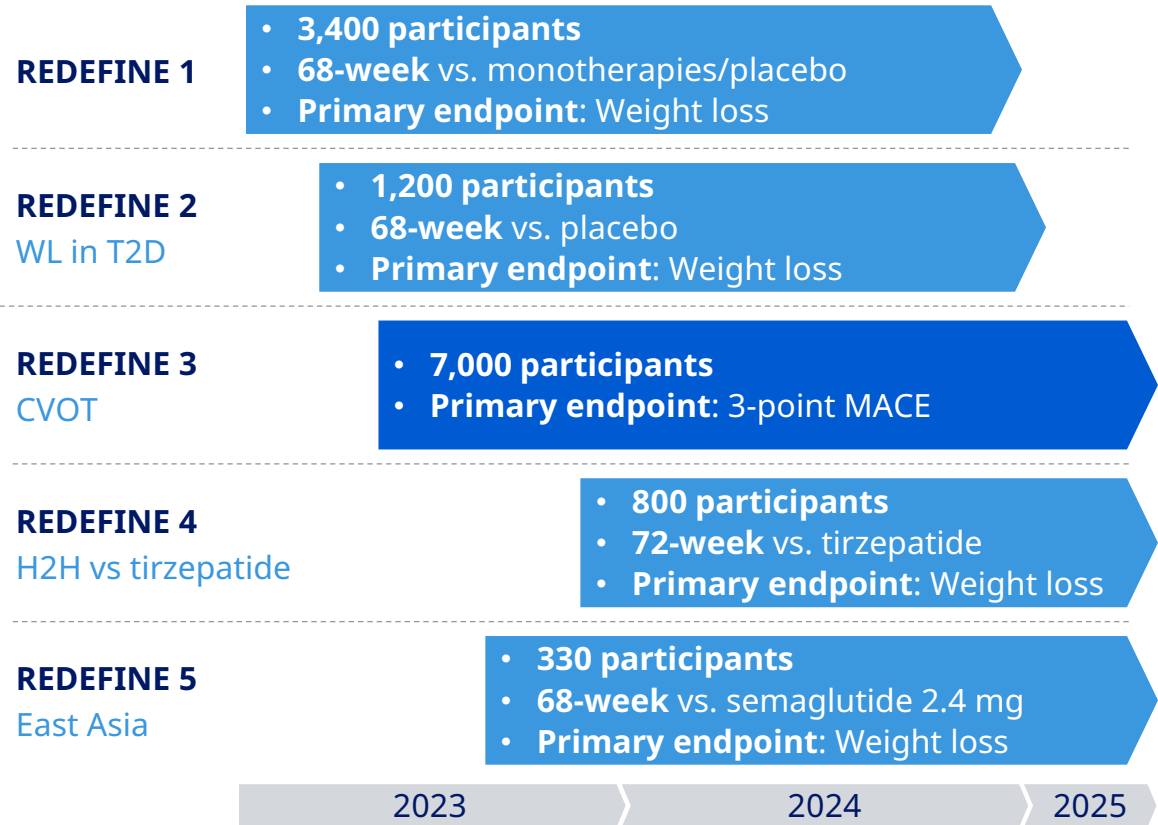 REDEFINE 1
• 3,400 participants
• 68-week vs. monotherapies/placebo
• Primary endpoint: Weight loss
REDEFINE 2
WL in T2D
• 1,200 participants
• 68-week vs. placebo
• Primary endpoint: Weight loss
REDEFINE 3
CVOT
• 7,000 participants
• Primary endpoint: 3-point MACE
REDEFINE 4
H2H vs tirzepatide
• 800 participants
• 72-week vs. tirzepatide
• Primary endpoint: Weight loss
REDEFINE 5
East Asia
• 330 participants
• 68-week vs. semaglutide 2.4 mg
• Primary endpoint: Weight loss
2023 2024 2025